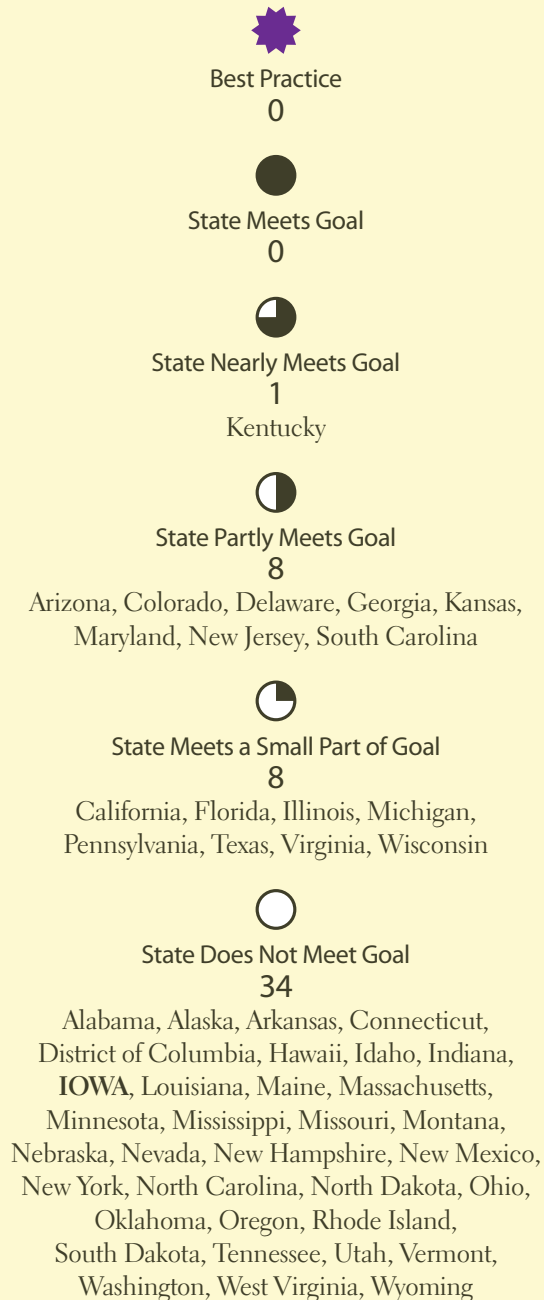 Best Practice
0
State Meets Goal
0
State Nearly Meets Goal
1
Kentucky
State Partly Meets Goal
8
Arizona, Colorado, Delaware, Georgia, Kansas,
Maryland, New Jersey, South Carolina
State Meets a Small Part of Goal
8
California, Florida, Illinois, Michigan,
Pennsylvania, Texas, Virginia, Wisconsin
State Does Not Meet Goal
34
Alabama, Alaska, Arkansas, Connecticut,
District of Columbia, Hawaii, Idaho, Indiana,
IOWA, Louisiana, Maine, Massachusetts,
Minnesota, Mississippi, Missouri, Montana,
Nebraska, Nevada, New Hampshire, New Mexico,
New York, North Carolina, North Dakota, Ohio,
Oklahoma, Oregon, Rhode Island,
South Dakota, Tennessee, Utah, Vermont,
Washington, West Virginia, Wyoming